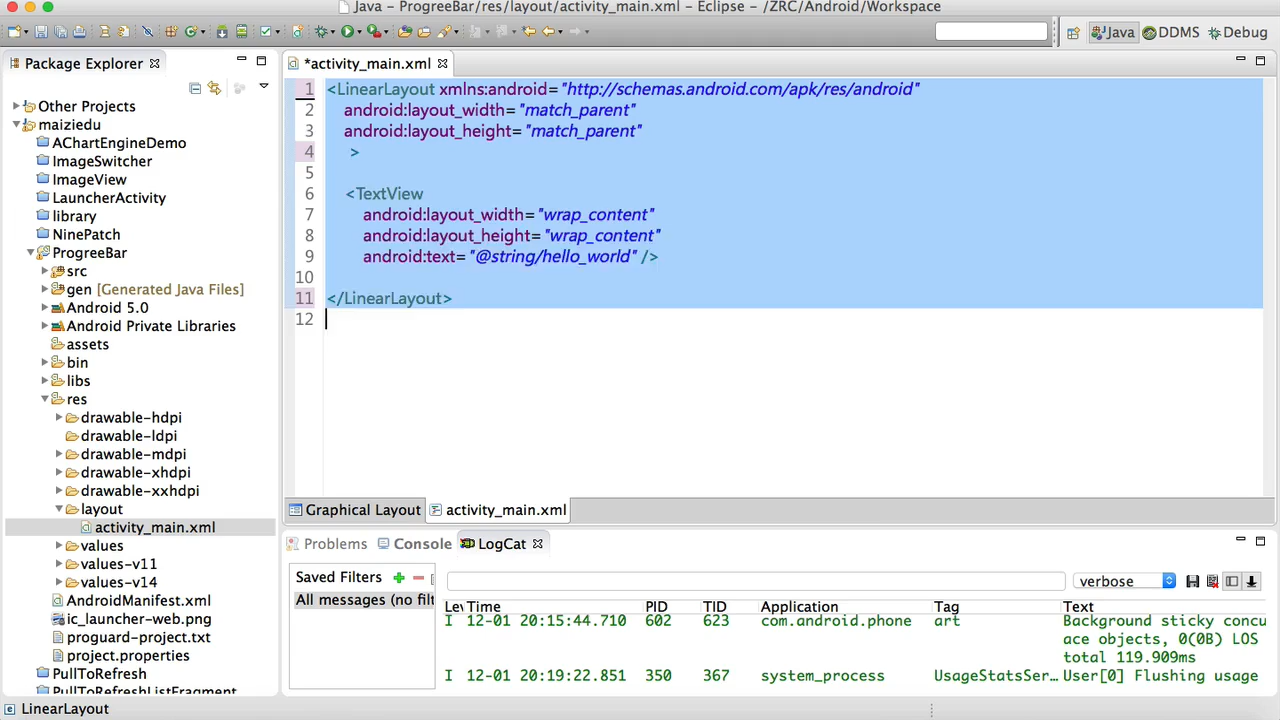 Java - ProgreeBar/res/layout/activity_main.xml - Eclipse - /ZRC/Android/Workspace
Java DDMS Debug
Package Explorer
*activity_main.xml
Other Projects
maiziedu
AChartEngineDemo
ImageSwitcher
ImageView
LauncherActivity
library
NinePatch
ProgreeBar
src
gen [Generated Java Files]
Android 5.0
Android Private Libraries
assets
bin
libs
res
drawable-hdpi
drawable-ldpi
drawable-mdpi
drawable-xhdpi
drawable-xxhdpi
layout
activity_main.xml
values
values-v11
values-v14
AndroidManifest.xml
ic_launcher-web.png
proguard-project.txt
project.properties
PullToRefresh
PullToRefreshListFragment
1 <LinearLayout xmlns:android="http://schemas.android.com/apk/res/android"
2 android:layout_width="match_parent"
3 android:layout_height="match_parent"
4 >
5
6 <TextView
7 android:layout_width="wrap_content"
8 android:layout_height="wrap_content"
9 android:text="@string/hello_world" />
10
11 </LinearLayout>
12
Graphical Layout activity_main.xml
Problems Console LogCat
Saved Filters
All messages (no filt
verbose
Time PID TID Application Tag Text
I 12-01 20:15:44.710 602 623 com.android.phone art Background sticky concu
ace objects, 0(0B) LOS
total 119.909ms
I 12-01 20:19:22.851 350 367 system_process UsageStatsSer… User[0] Flushing usage
LinearLayout